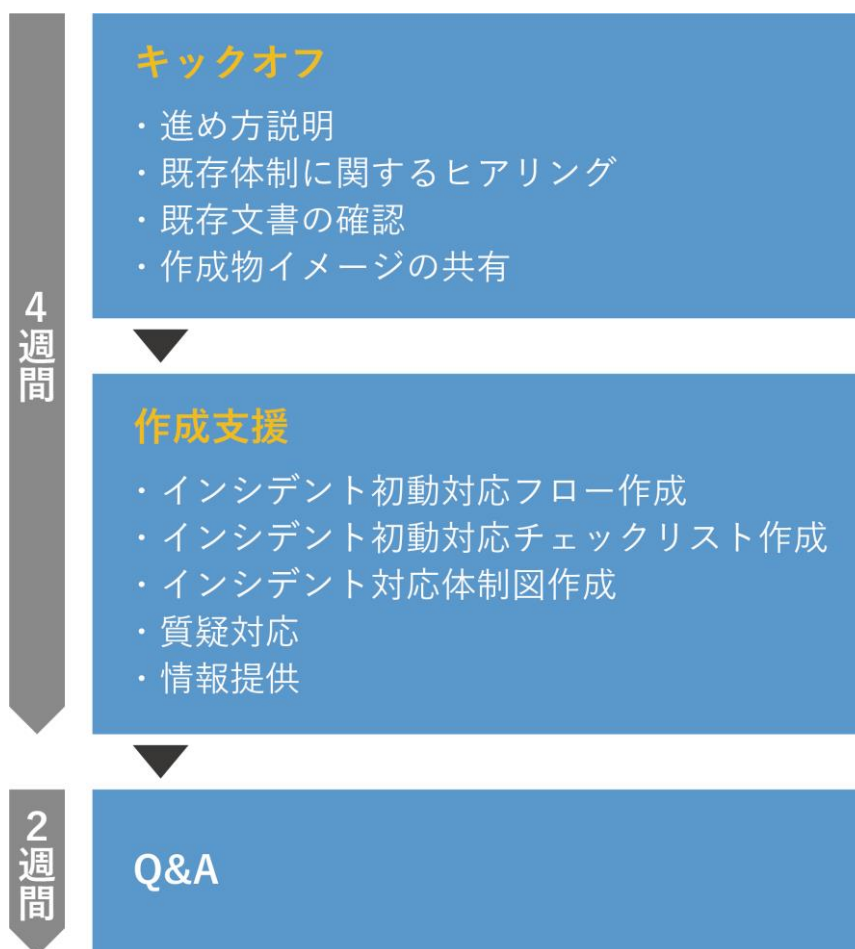 4週間
キックオフ
・進め方説明
・既存体制に関するヒアリング
・既存文書の確認
・作成物イメージの共有
作成支援
・インシデント初動対応フロー作成
・インシデント初動対応チェックリスト作成
・インシデント対応体制図作成
・質疑対応
・情報提供
2週間
Q&A